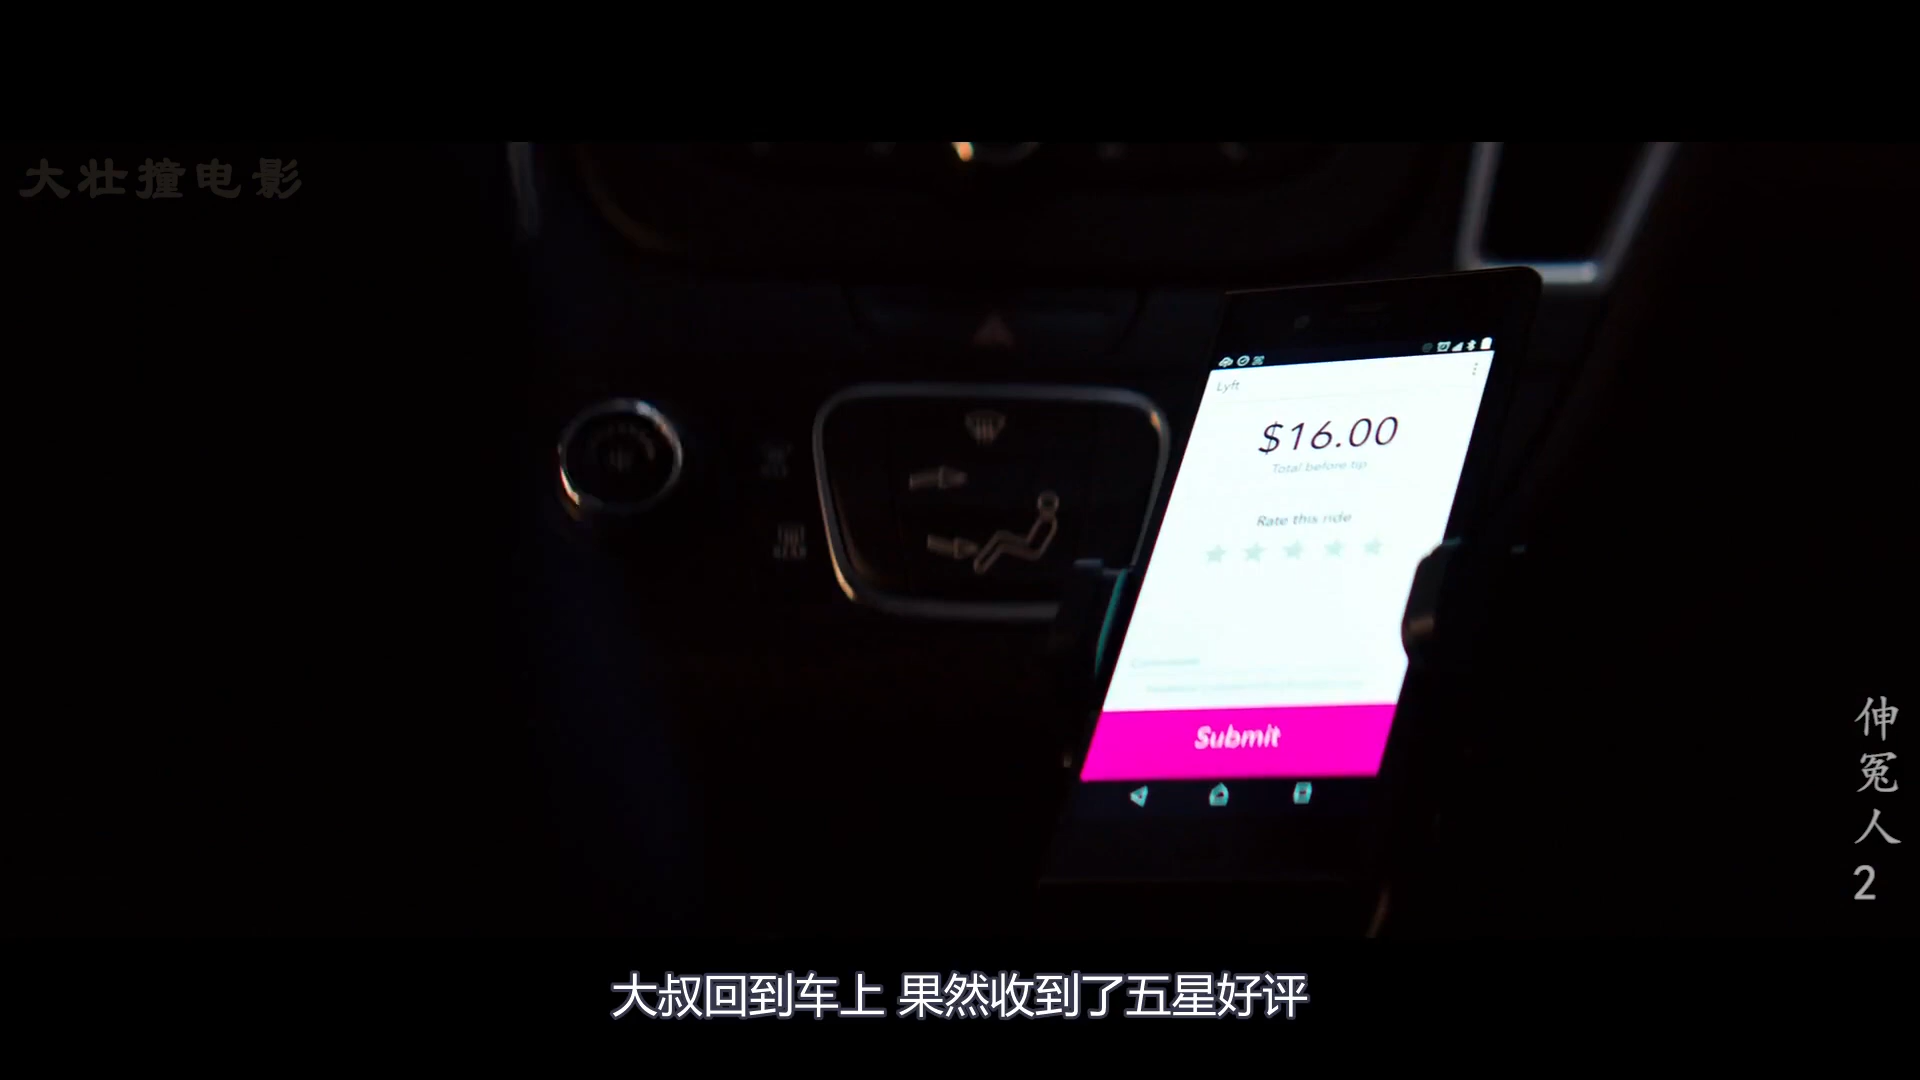 大壮撞电影
Lyft
$16.00
Total before tip
Rate this ride
Submit
伸冤人2
大叔回到车上 果然收到了五星好评